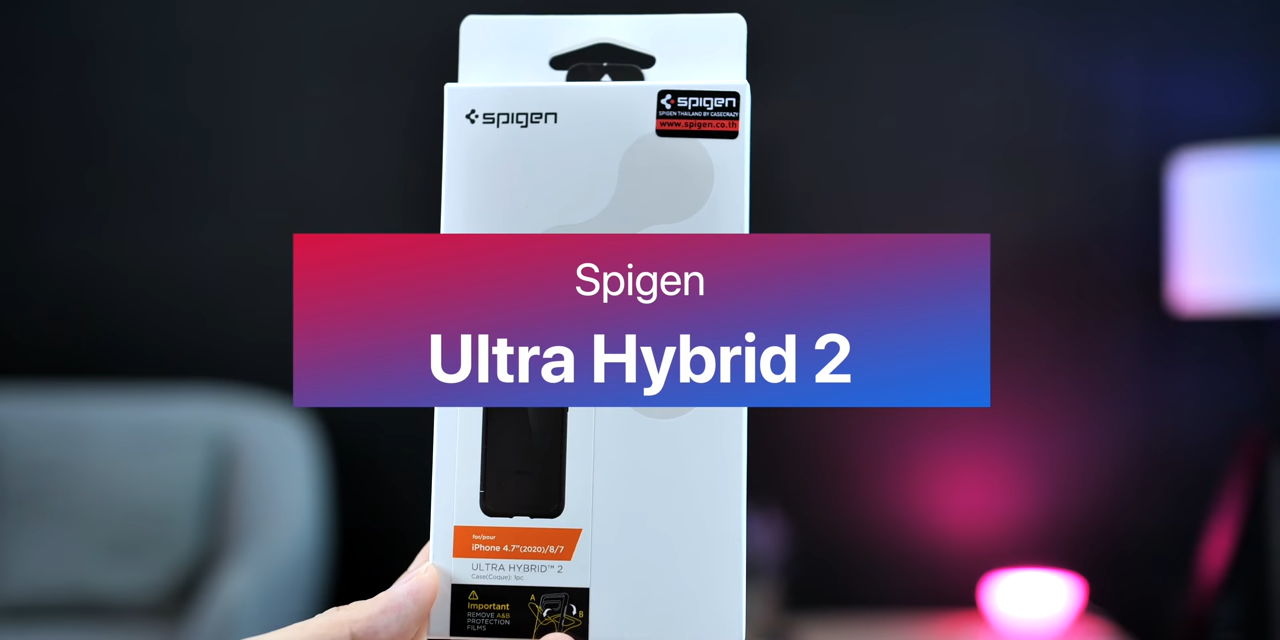 spigen
spigen
SPIGEN THAILAND BY CASECRAZY
www.spigen.co.th
Spigen
Ultra Hybrid 2
for/pour
iPhone 4.7"(2020)/8/7
ULTRA HYBRID™ 2
Case(Coque): 1pc
Important
REMOVE A&B
PROTECTION
FILMS
A
B